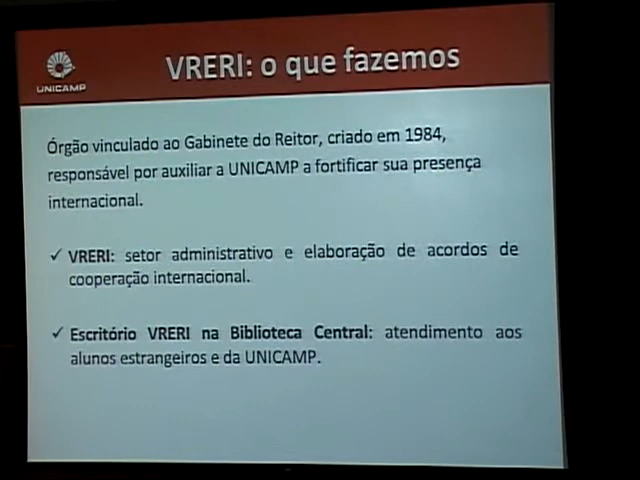 UNICAMP
VRERI: o que fazemos
Órgão vinculado ao Gabinete do Reitor, criado em 1984,
responsável por auxiliar a UNICAMP a fortificar sua presença
internacional.
✓ VRERI: setor administrativo e elaboração de acordos de
cooperação internacional.
✓ Escritório VRERI na Biblioteca Central: atendimento aos
alunos estrangeiros e da UNICAMP.